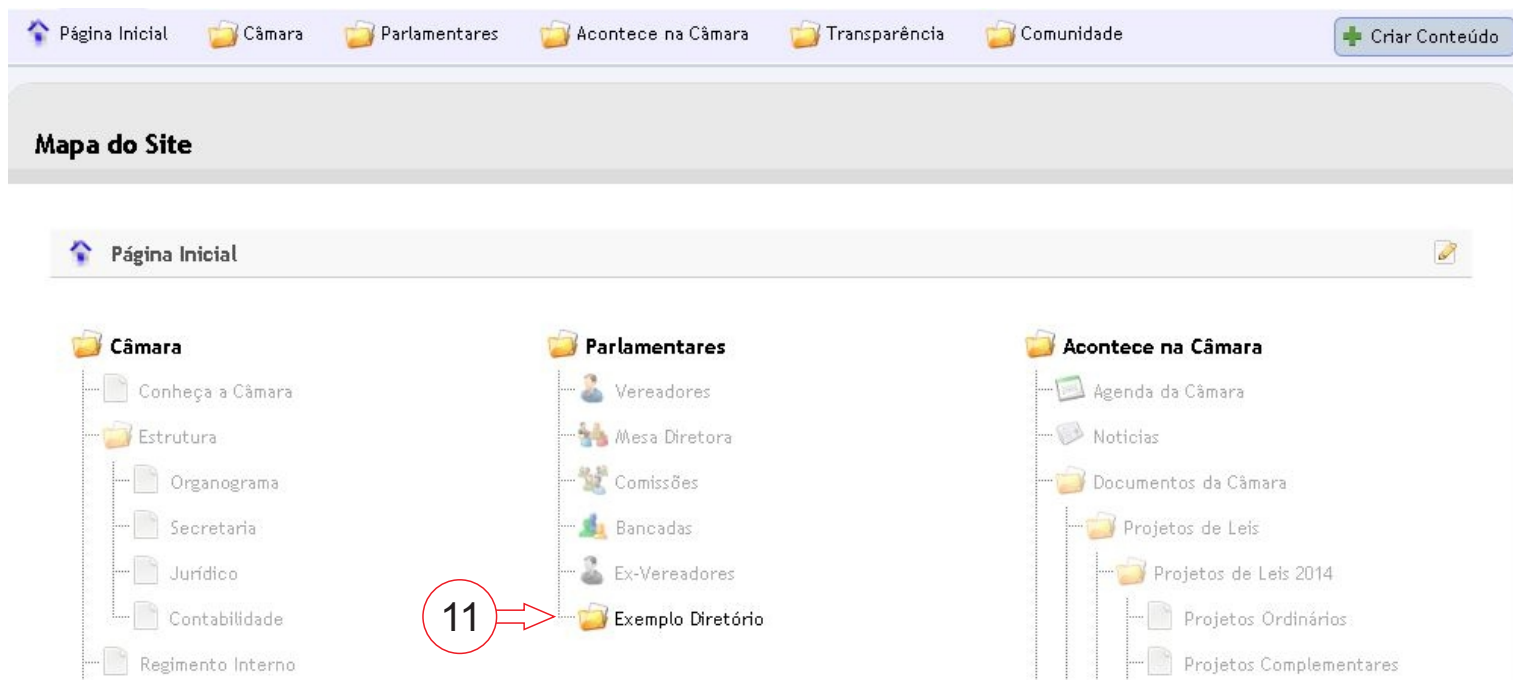 Página Inicial Câmara Parlamentares Acontece na Câmara Transparência Comunidade Criar Conteúdo
Mapa do Site
Página Inicial
Câmara
Conheça a Câmara
Estrutura
Organograma
Secretaria
Jurídico
Contabilidade
Regimento Interno
Parlamentares
Vereadores
Mesa Diretora
Comissões
Bancadas
Ex-Vereadores
11 Exemplo Diretório
Acontece na Câmara
Agenda da Câmara
Noticias
Documentos da Câmara
Projetos de Leis
Projetos de Leis 2014
Projetos Ordinários
Projetos Complementares